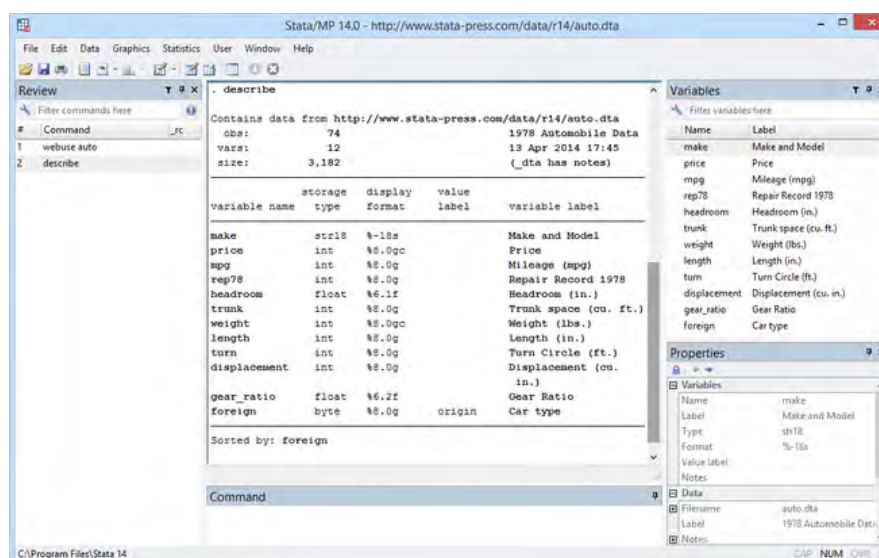 Stata/MP 14.0 - http://www.stata-press.com/data/r14/auto.dta
File Edit Data Graphics Statistics User Window Help
Review
Filter commands here
# Command _rc
1 webuse auto
2 describe
. describe
Contains data from http://www.stata-press.com/data/r14/auto.dta
obs: 74 1978 Automobile Data
vars: 12 13 Apr 2014 17:45
size: 3,182 (_dta has notes)
storage display value
variable name type format label variable label
make str18 %-18s Make and Model
price int %8.0gc Price
mpg int %8.0g Mileage (mpg)
rep78 int %8.0g Repair Record 1978
headroom float %6.1f Headroom (in.)
trunk int %8.0g Trunk space (cu. ft.)
weight int %8.0gc Weight (lbs.)
length int %8.0g Length (in.)
turn int %8.0g Turn Circle (ft.)
displacement int %8.0g Displacement (cu.
in.)
gear_ratio float %6.2f Gear Ratio
foreign byte %8.0g origin Car type
Sorted by: foreign
Command
Variables
Filter variables here
Name Label
make Make and Model
price Price
mpg Mileage (mpg)
rep78 Repair Record 1978
headroom Headroom (in.)
trunk Trunk space (cu. ft.)
weight Weight (lbs.)
length Length (in.)
turn Turn Circle (ft.)
displacement Displacement (cu. in.)
gear_ratio Gear Ratio
foreign Car type
Properties
Variables
Name make
Label Make and Model
Type str18
Format %-18s
Value label
Notes
Data
Filename auto.dta
Label 1978 Automobile Dat
Notes
C:\Program Files\Stata 14
CAP NUM OVR